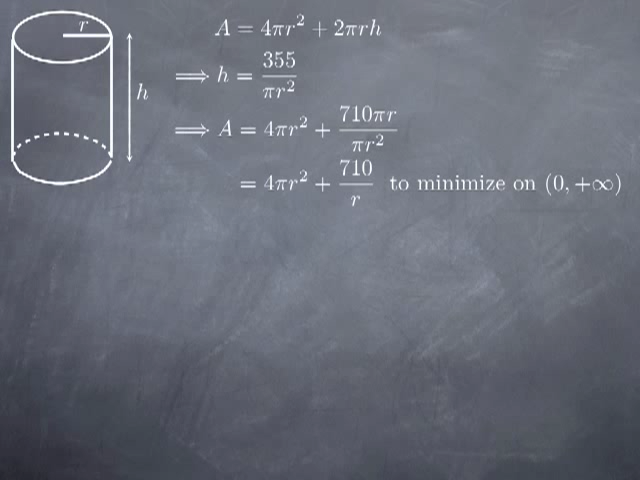 r
h
A = 4πr² + 2πrh
⟹ h = 355/πr²
⟹ A = 4πr² + 710πr/πr²
= 4πr² + 710/r to minimize on (0, +∞)